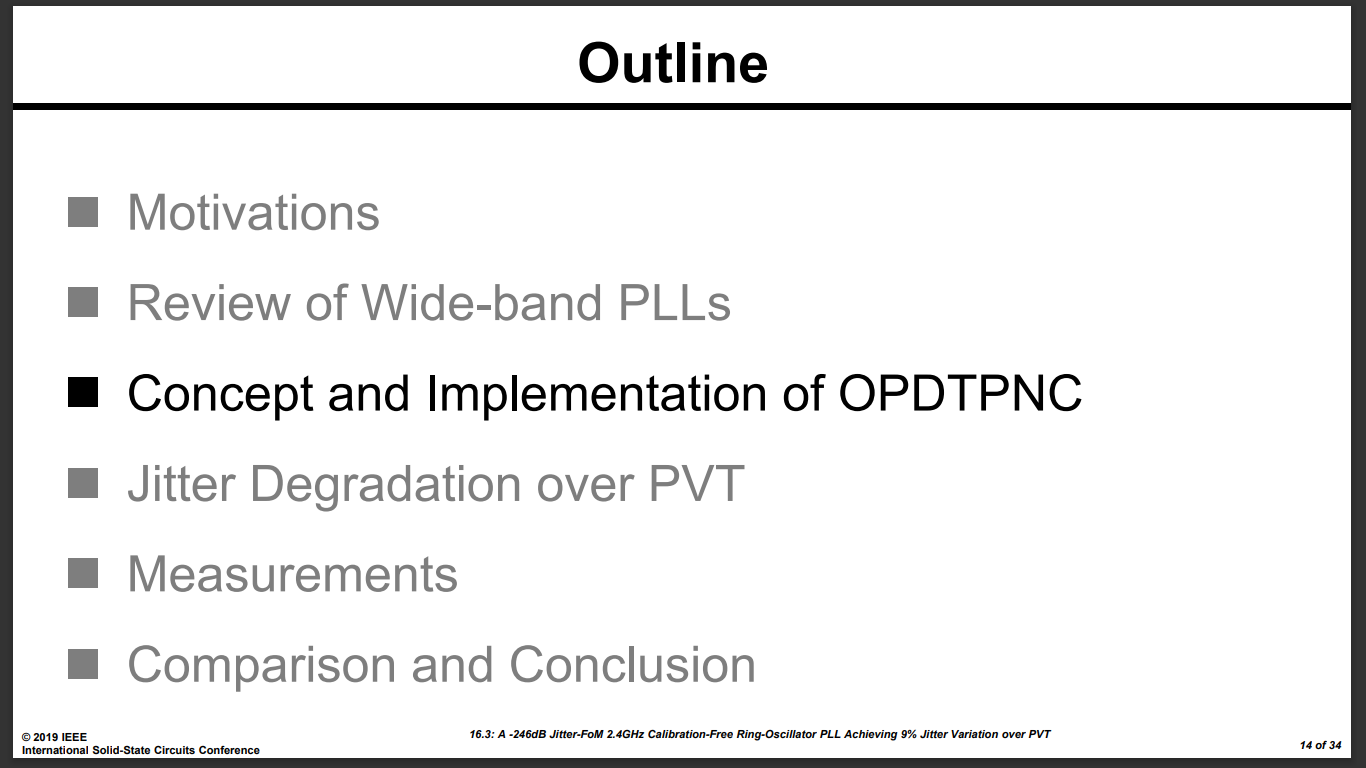 Outline
Motivations
Review of Wide-band PLLs
Concept and Implementation of OPDTPNC
Jitter Degradation over PVT
Measurements
Comparison and Conclusion
© 2019 IEEE
International Solid-State Circuits Conference
16.3: A -246dB Jitter-FoM 2.4GHz Calibration-Free Ring-Oscillator PLL Achieving 9% Jitter Variation over PVT
14 of 34